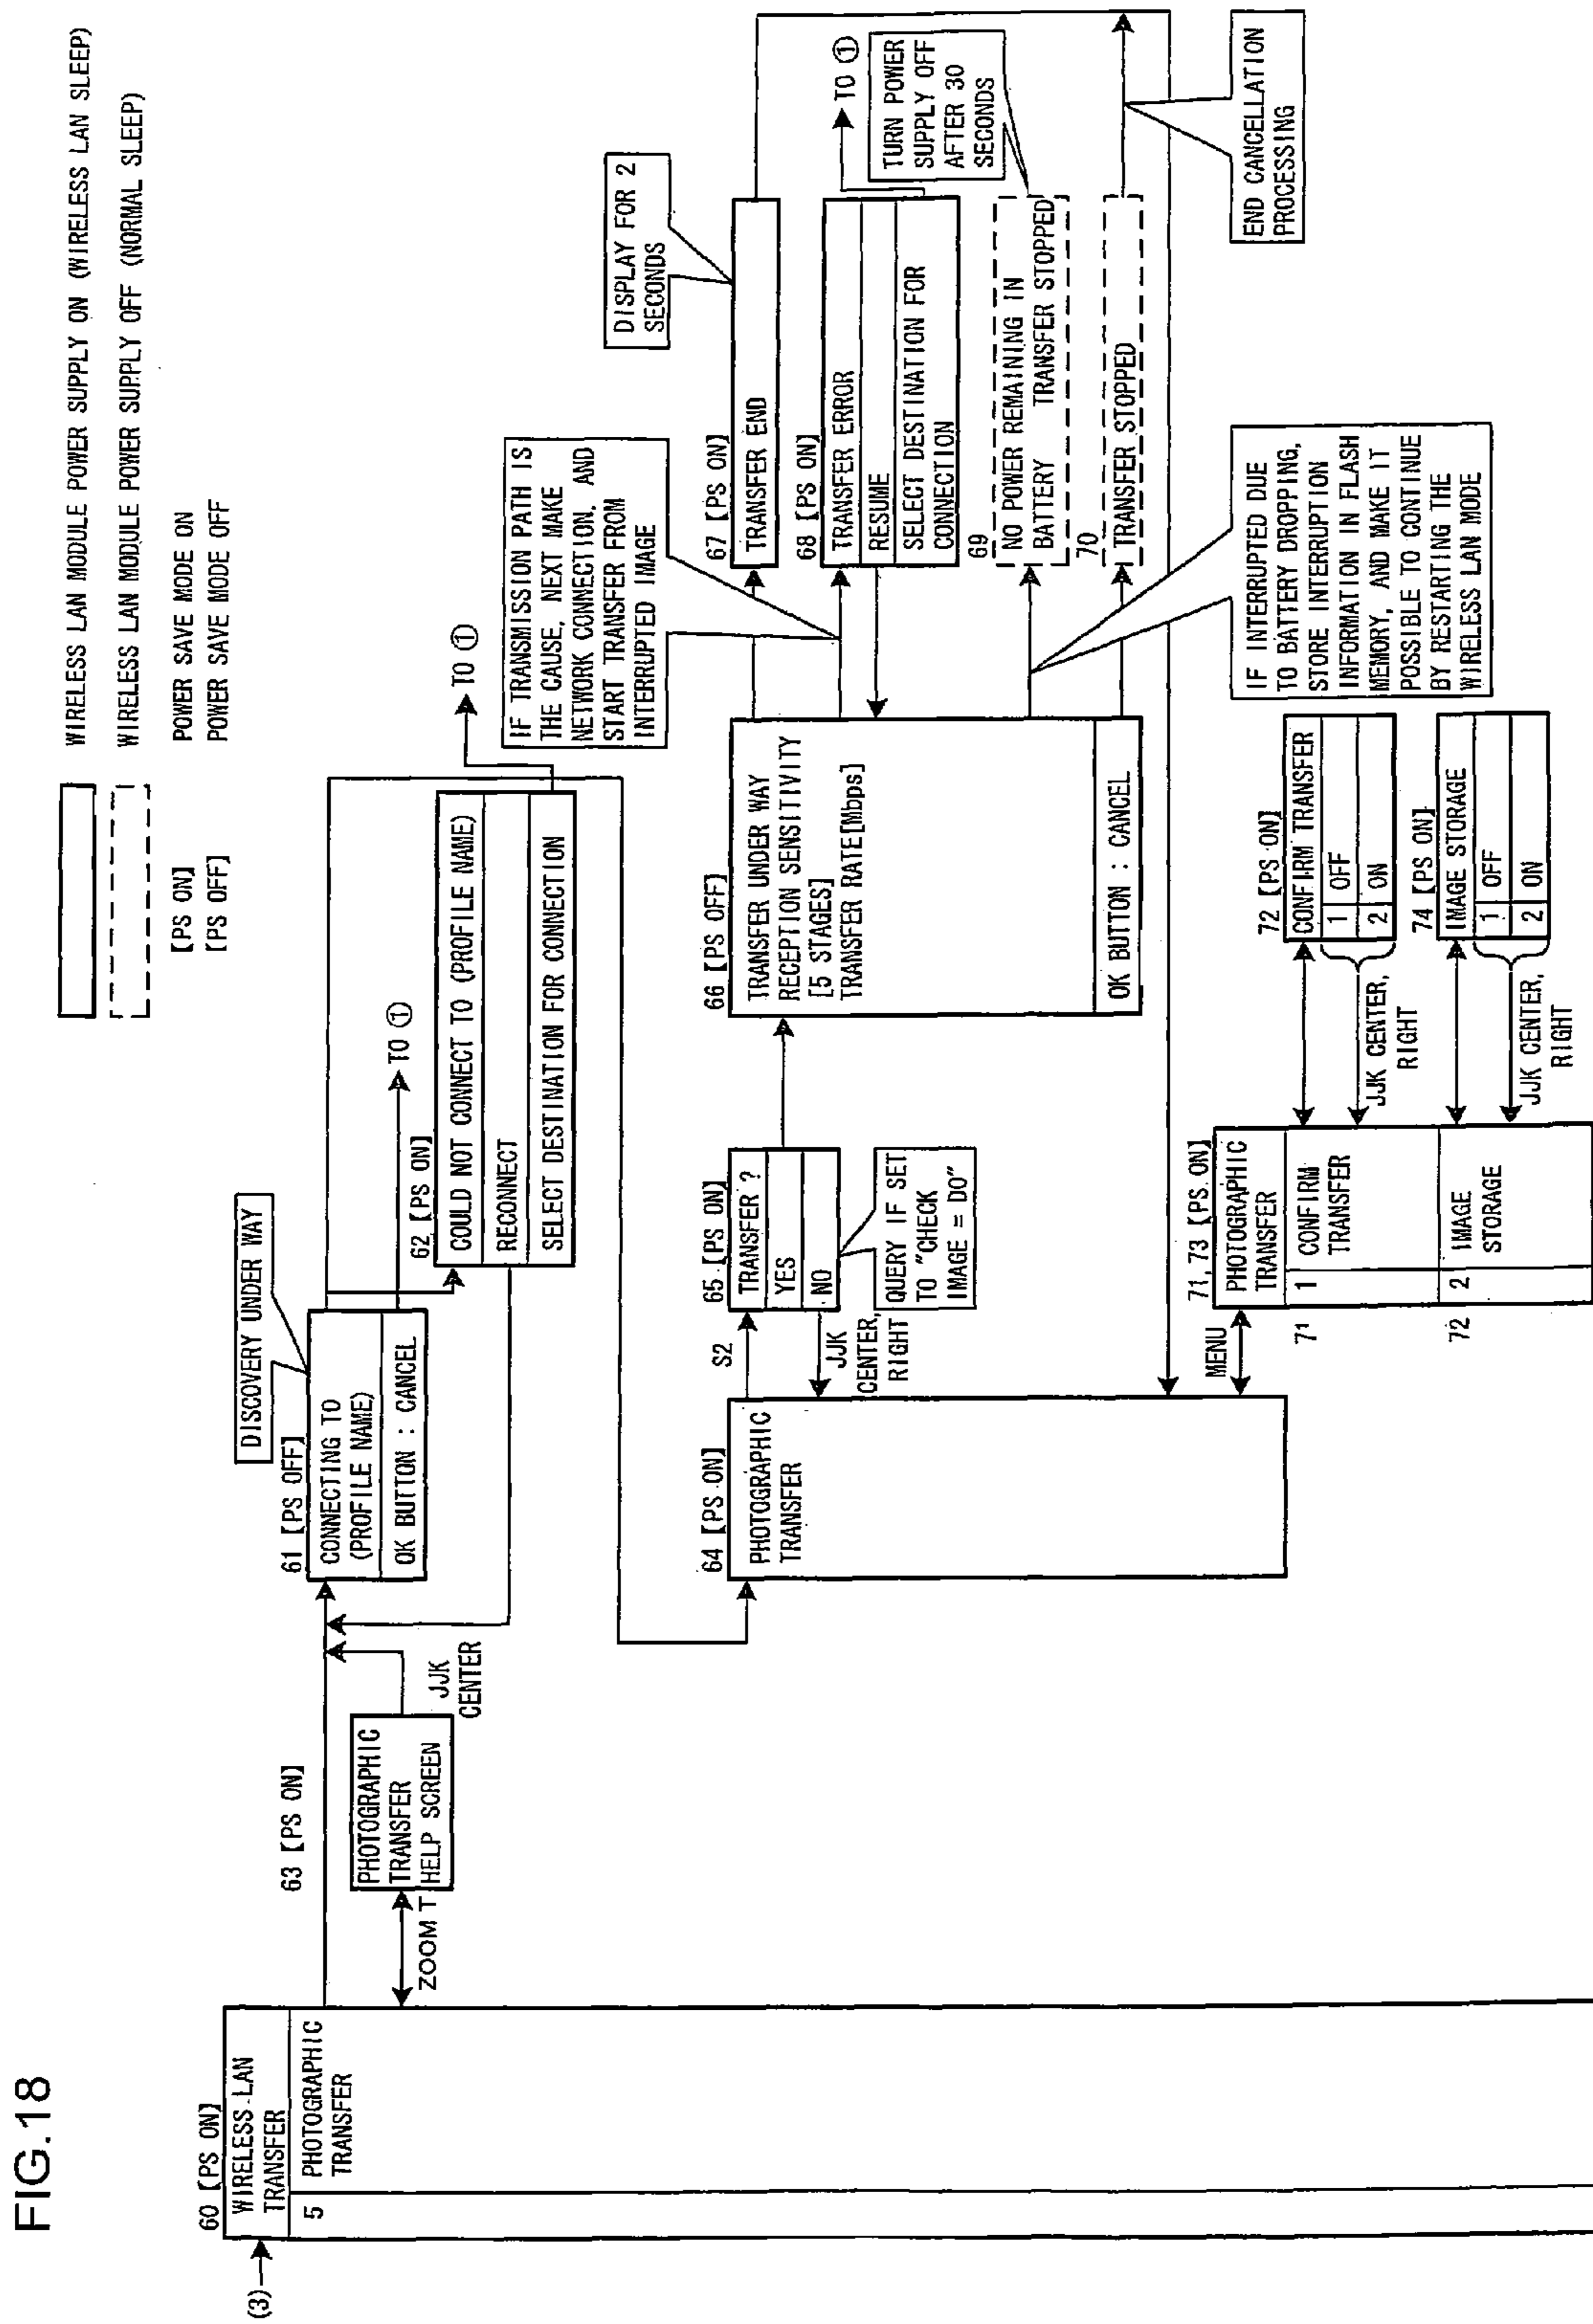 FIG.18
WIRELESS LAN MODULE POWER SUPPLY ON (WIRELESS LAN SLEEP)
WIRELESS LAN MODULE POWER SUPPLY OFF (NORMAL SLEEP)
[PS ON] POWER SAVE MODE ON
[PS OFF] POWER SAVE MODE OFF
(3)
60 [PS ON]
WIRELESS LAN
TRANSFER
5 PHOTOGRAPHIC
TRANSFER
63 [PS ON]
ZOOM T
PHOTOGRAPHIC
TRANSFER
HELP SCREEN
JJK
CENTER
DISCOVERY UNDER WAY
61 [PS OFF]
CONNECTING TO
(PROFILE NAME)
OK BUTTON : CANCEL
TO ①
62 [PS ON]
COULD NOT CONNECT TO (PROFILE NAME)
RECONNECT
SELECT DESTINATION FOR CONNECTION
TO ①
64 [PS ON]
PHOTOGRAPHIC
TRANSFER
S2
JJK
CENTER,
RIGHT
65 [PS ON]
TRANSFER ?
YES
NO
QUERY IF SET
TO "CHECK
IMAGE = DO"
66 [PS OFF]
TRANSFER UNDER WAY
RECEPTION SENSITIVITY
[5 STAGES]
TRANSFER RATE[Mbps]
OK BUTTON : CANCEL
IF TRANSMISSION PATH IS
THE CAUSE, NEXT MAKE
NETWORK CONNECTION, AND
START TRANSFER FROM
INTERRUPTED IMAGE
DISPLAY FOR 2
SECONDS
67 [PS ON]
TRANSFER END
68 [PS ON]
TRANSFER ERROR
RESUME
SELECT DESTINATION FOR
CONNECTION
TO ①
TURN POWER
SUPPLY OFF
AFTER 30
SECONDS
69
NO POWER REMAINING IN
BATTERY TRANSFER STOPPED
70
TRANSFER STOPPED
END CANCELLATION
PROCESSING
IF INTERRUPTED DUE
TO BATTERY DROPPING,
STORE INTERRUPTION
INFORMATION IN FLASH
MEMORY, AND MAKE IT
POSSIBLE TO CONTINUE
BY RESTARTING THE
WIRELESS LAN MODE
MENU
71, 73 [PS ON]
PHOTOGRAPHIC
TRANSFER
71
1 CONFIRM
TRANSFER
72
2 IMAGE
STORAGE
JJK CENTER,
RIGHT
72 [PS ON]
CONFIRM TRANSFER
1 OFF
2 ON
JJK CENTER,
RIGHT
74 [PS ON]
IMAGE STORAGE
1 OFF
2 ON